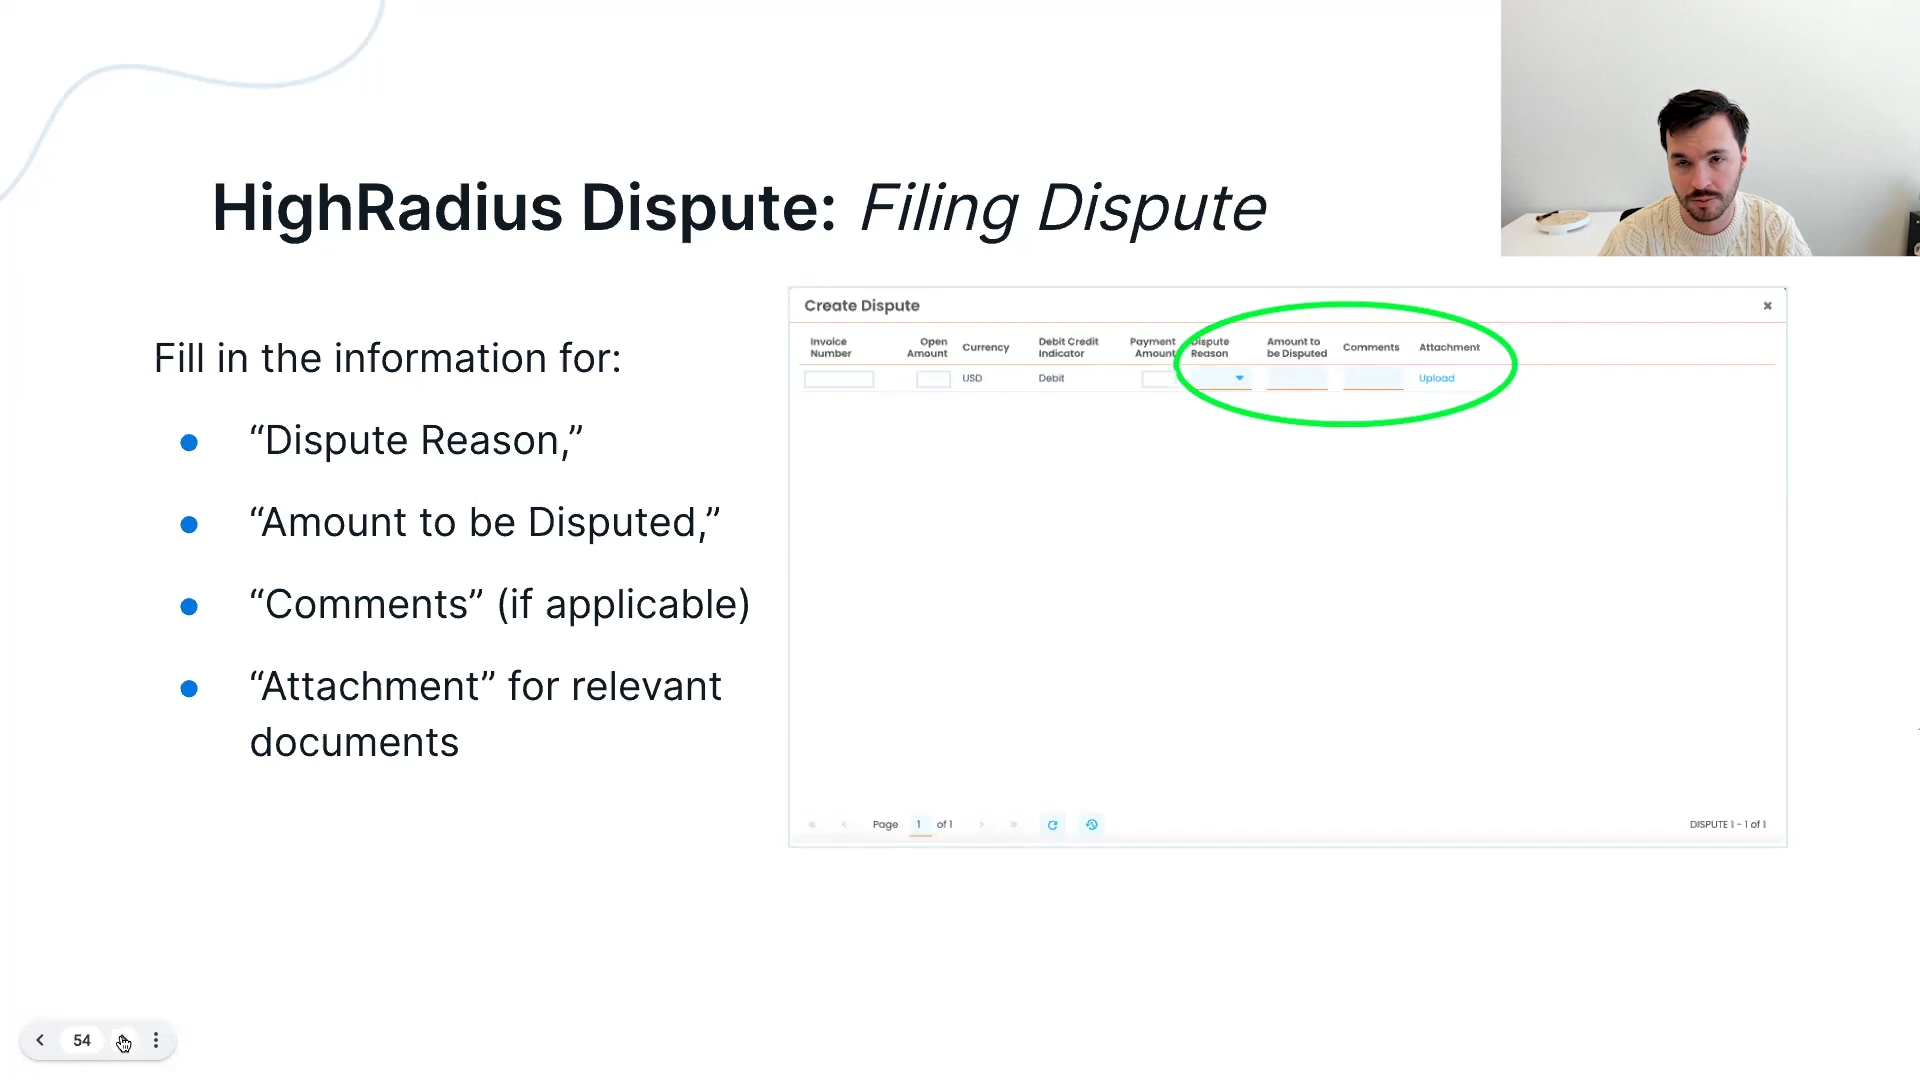 HighRadius Dispute: Filing Dispute
Fill in the information for:
“Dispute Reason,”
“Amount to be Disputed,”
“Comments” (if applicable)
“Attachment” for relevant
documents
Create Dispute
Invoice Number
Open Amount
Currency
Debit Credit Indicator
Payment Amount
Dispute Reason
Amount to be Disputed
Comments
Attachment
USD
Debit
Upload
Page 1 of 1
DISPUTE 1 - 1 of 1
54